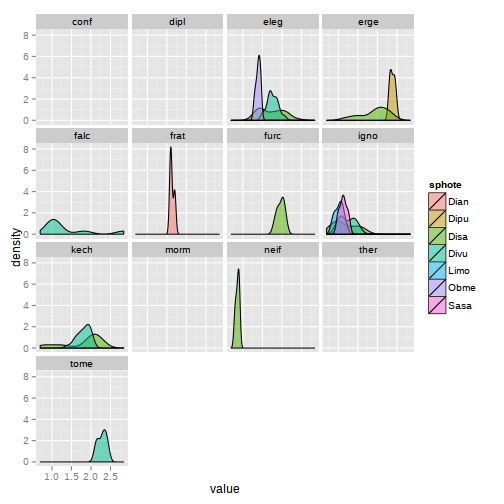 conf dipl eleg erge
8
6
4
2
0
falc frat furc igno
8
6
4
2
0
kech morm neif ther
8
6
4
2
0
tome
8
6
4
2
0
1.0 1.5 2.0 2.5
value
density
sphote
Dian
Dipu
Disa
Divu
Limo
Obme
Sasa